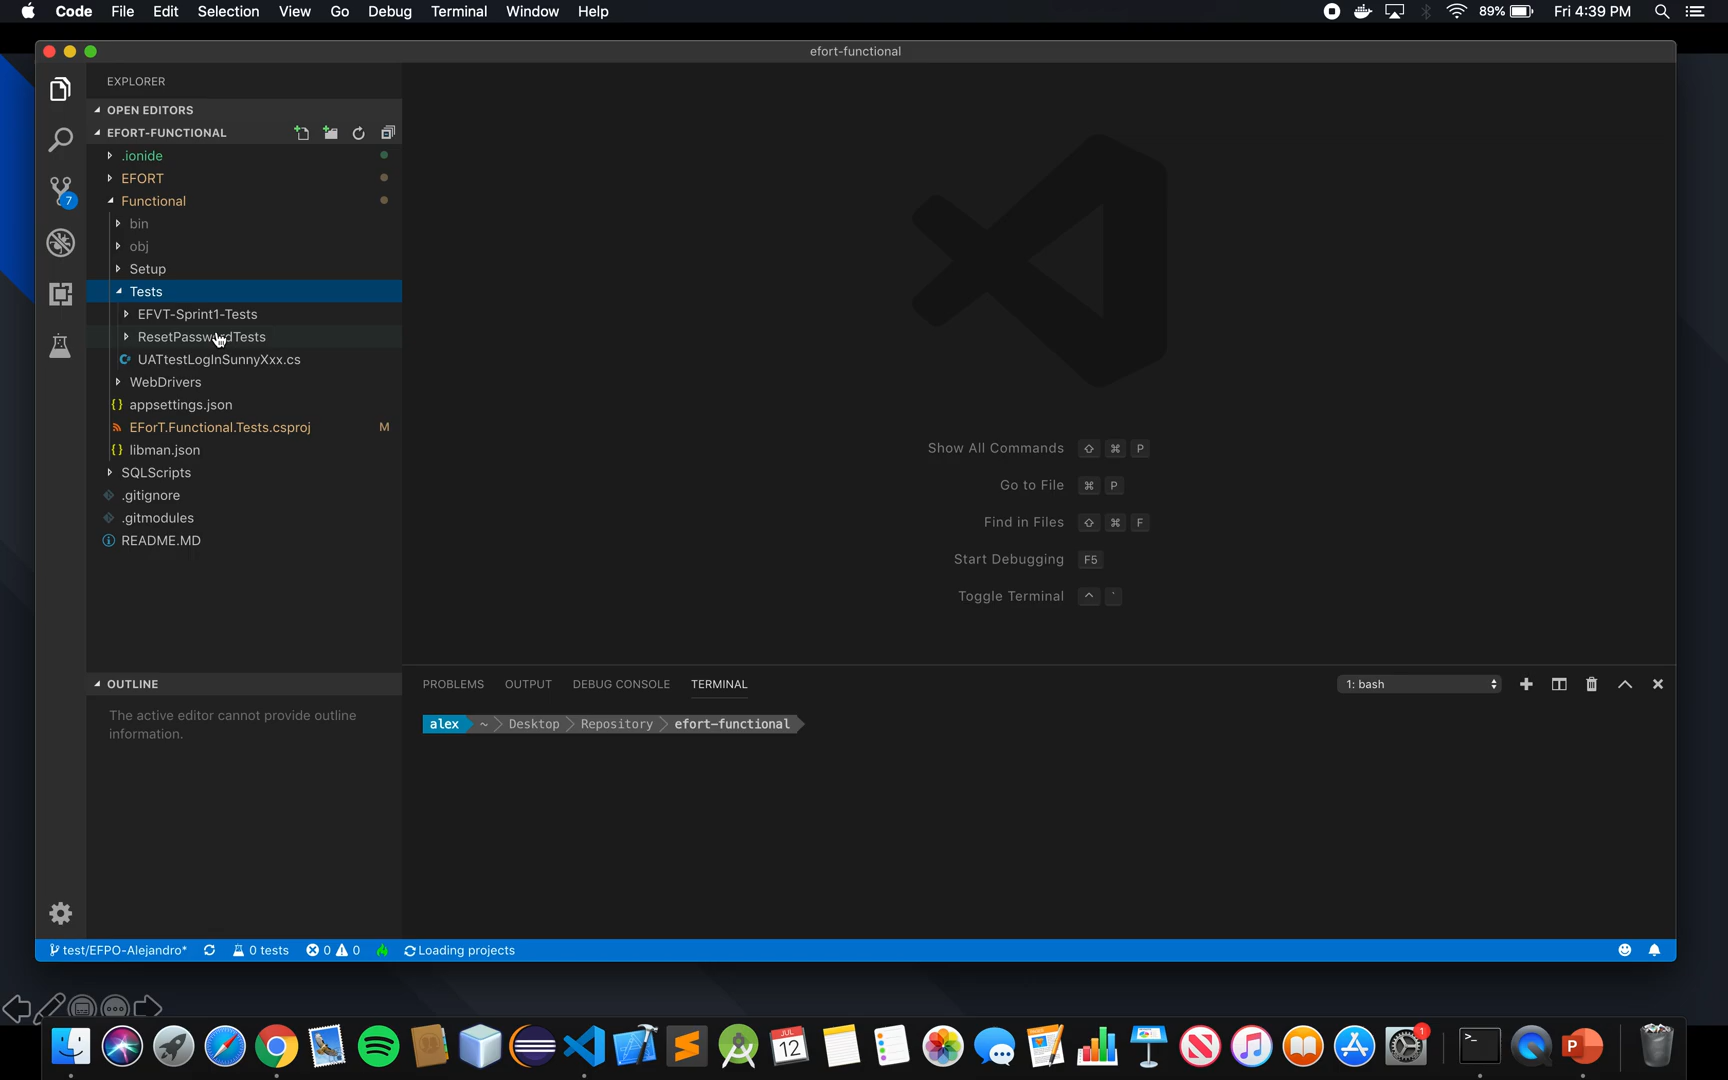 Code File Edit Selection View Go Debug Terminal Window Help 89% Fri 4:39 PM
efort-functional
EXPLORER
OPEN EDITORS
EFORT-FUNCTIONAL
.ionide
EFORT
Functional
7
bin
obj
Setup
Tests
EFVT-Sprint1-Tests
ResetPasswordTests
UATtestLogInSunnyXxx.cs
WebDrivers
{} appsettings.json
EForT.Functional.Tests.csproj M
{} libman.json
SQLScripts
.gitignore
.gitmodules
README.MD
Show All Commands ⇧ ⌘ P
Go to File ⌘ P
Find in Files ⇧ ⌘ F
Start Debugging F5
Toggle Terminal ^ `
OUTLINE
The active editor cannot provide outline
information.
PROBLEMS OUTPUT DEBUG CONSOLE TERMINAL 1: bash
alex ~ Desktop Repository efort-functional
test/EFPO-Alejandro* 0 tests 0 0 Loading projects
JUL
12
1
>_
P